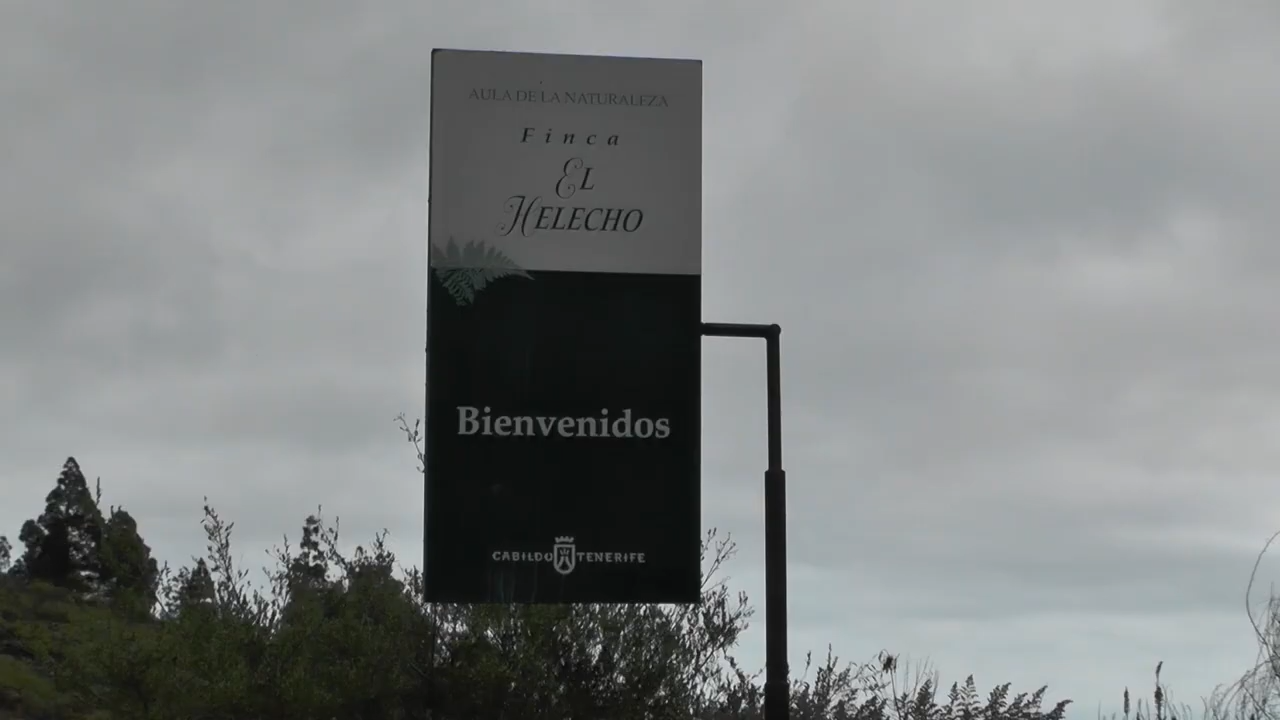 AULA DE LA NATURALEZA
Finca
EL
HELECHO
Bienvenidos
CABILDO TENERIFE